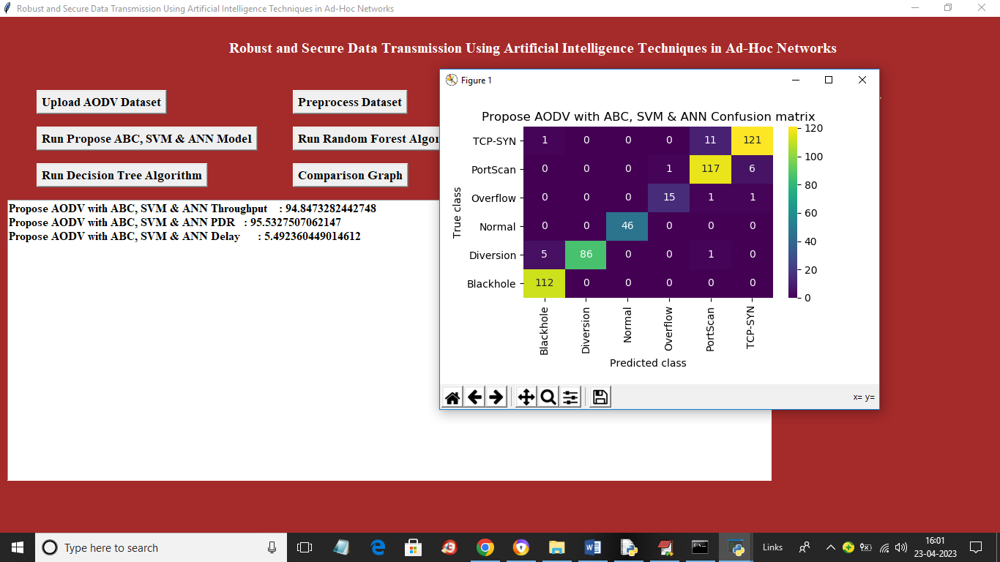 Robust and Secure Data Transmission Using Artificial Intelligence Techniques in Ad-Hoc Networks
Robust and Secure Data Transmission Using Artificial Intelligence Techniques in Ad-Hoc Networks
Upload AODV Dataset
Preprocess Dataset
Run Propose ABC, SVM & ANN Model
Run Random Forest Algor
Run Decision Tree Algorithm
Comparison Graph
Propose AODV with ABC, SVM & ANN Throughput : 94.8473282442748
Propose AODV with ABC, SVM & ANN PDR : 95.5327507062147
Propose AODV with ABC, SVM & ANN Delay : 5.492360449014612
Figure 1
Propose AODV with ABC, SVM & ANN Confusion matrix
True class
TCP-SYN 1 0 0 0 11 121
PortScan 0 0 0 1 117 6
Overflow 0 0 0 15 1 1
Normal 0 0 46 0 0 0
Diversion 5 86 0 0 1 0
Blackhole 112 0 0 0 0 0
Blackhole
Diversion
Normal
Overflow
PortScan
TCP-SYN
Predicted class
120
100
80
60
40
20
0
x= y=
Type here to search
Links
16:01
23-04-2023